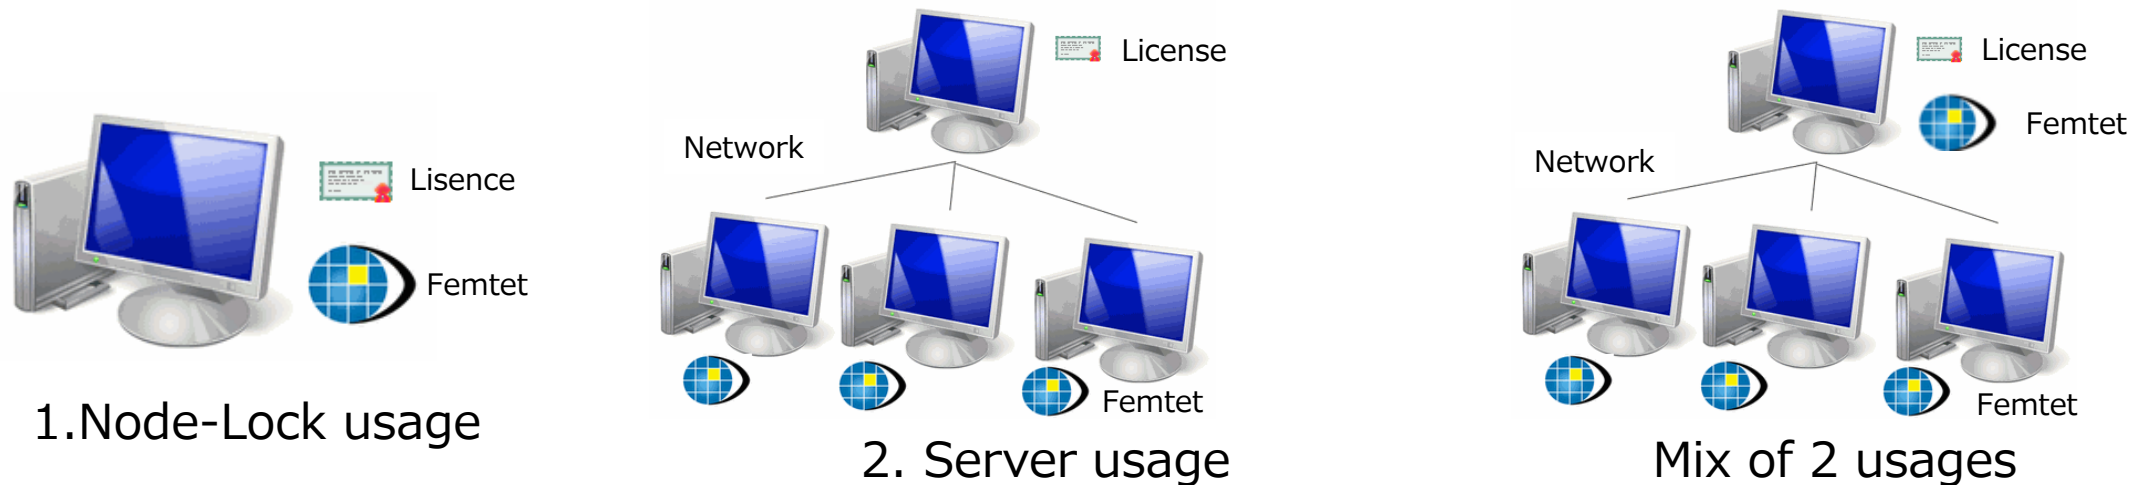 Lisence
Femtet
1.Node-Lock usage
License
Network
Femtet
2. Server usage
License
Femtet
Network
Femtet
Mix of 2 usages